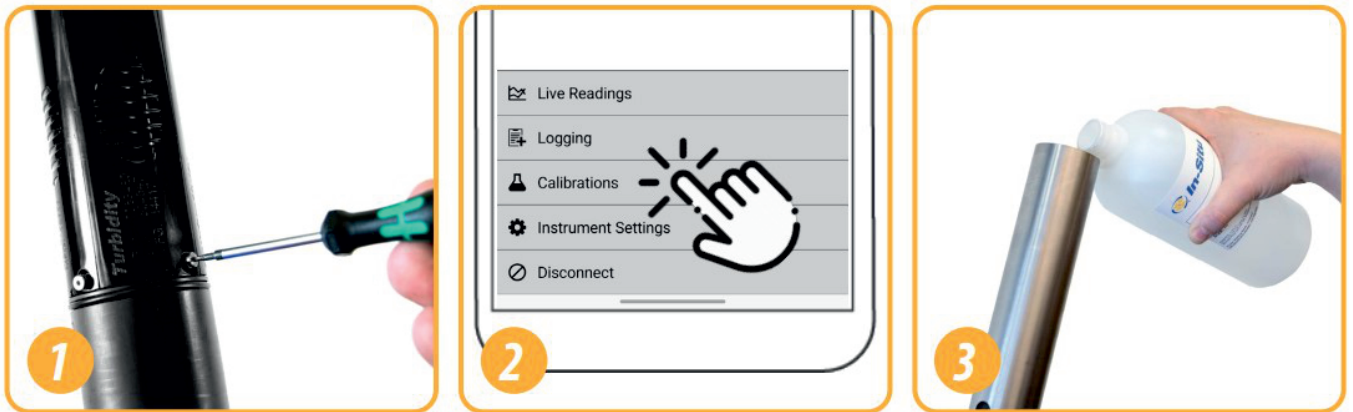 Turbidity
1
Live Readings
Logging
Calibrations
Instrument Settings
Disconnect
2
In-Situ
3